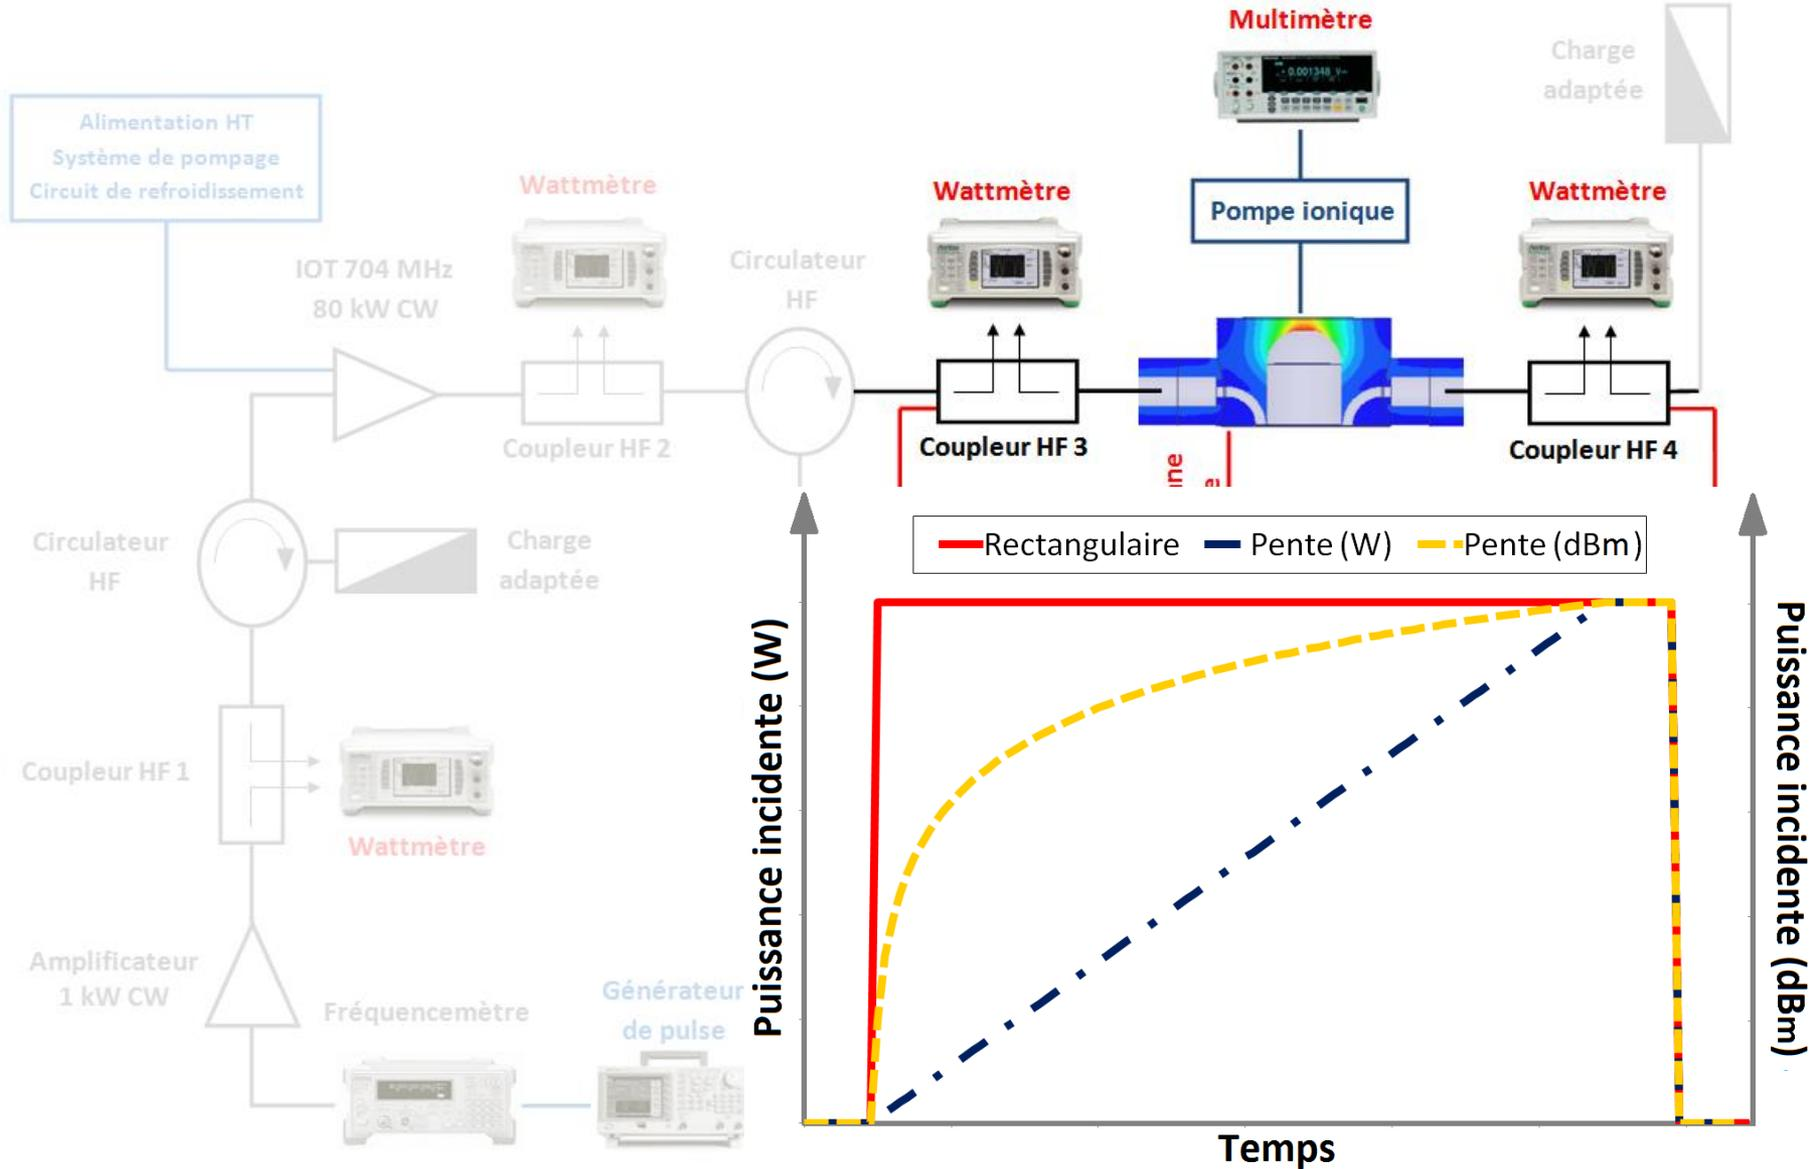 Multimètre
0.001348 V
Charge
adaptée
Alimentation HT
Système de pompage
Circuit de refroidissement
Wattmètre
Wattmètre
Wattmètre
Pompe ionique
IOT 704 MHz
80 kW CW
Circulateur
HF
Coupleur HF 2
Coupleur HF 3
Coupleur HF 4
Circulateur
HF
Charge
adaptée
Rectangulaire
Pente (W)
Pente (dBm)
Puissance incidente (W)
Puissance incidente (dBm)
Coupleur HF 1
Wattmètre
Amplificateur
1 kW CW
Fréquencemètre
Générateur
de pulse
Temps